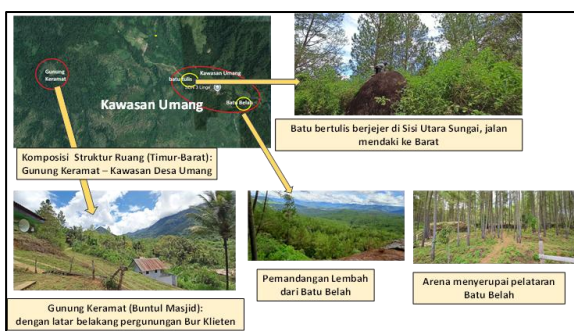 Gunung
Keramat
batutulis
Kawasan Umang
Batu Belah
Kawasan Umang
Komposisi Struktur Ruang (Timur-Barat):
Gunung Keramat – Kawasan Desa Umang
Batu bertulis berjejer di Sisi Utara Sungai, jalan
mendaki ke Barat
Gunung Keramat (Buntul Masjid):
dengan latar belakang pergunungan Bur Klieten
Pemandangan Lembah
dari Batu Belah
Arena menyerupai pelataran
Batu Belah